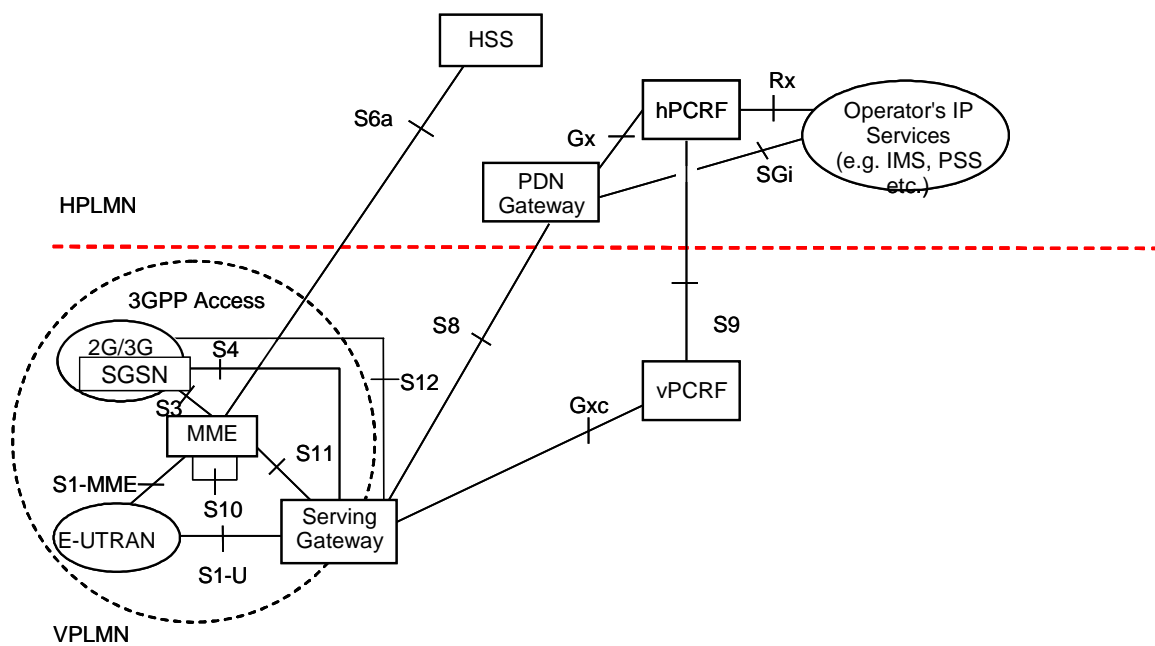 HSS
Rx
hPCRF
Operator's IP
Services
(e.g. IMS, PSS
etc.)
S6a
Gx
SGi
PDN
Gateway
HPLMN
3GPP Access
2G/3G
SGSN
S4
S8
S9
S12
S3
vPCRF
Gxc
MME
S11
S1-MME
S10
Serving
Gateway
E-UTRAN
S1-U
VPLMN